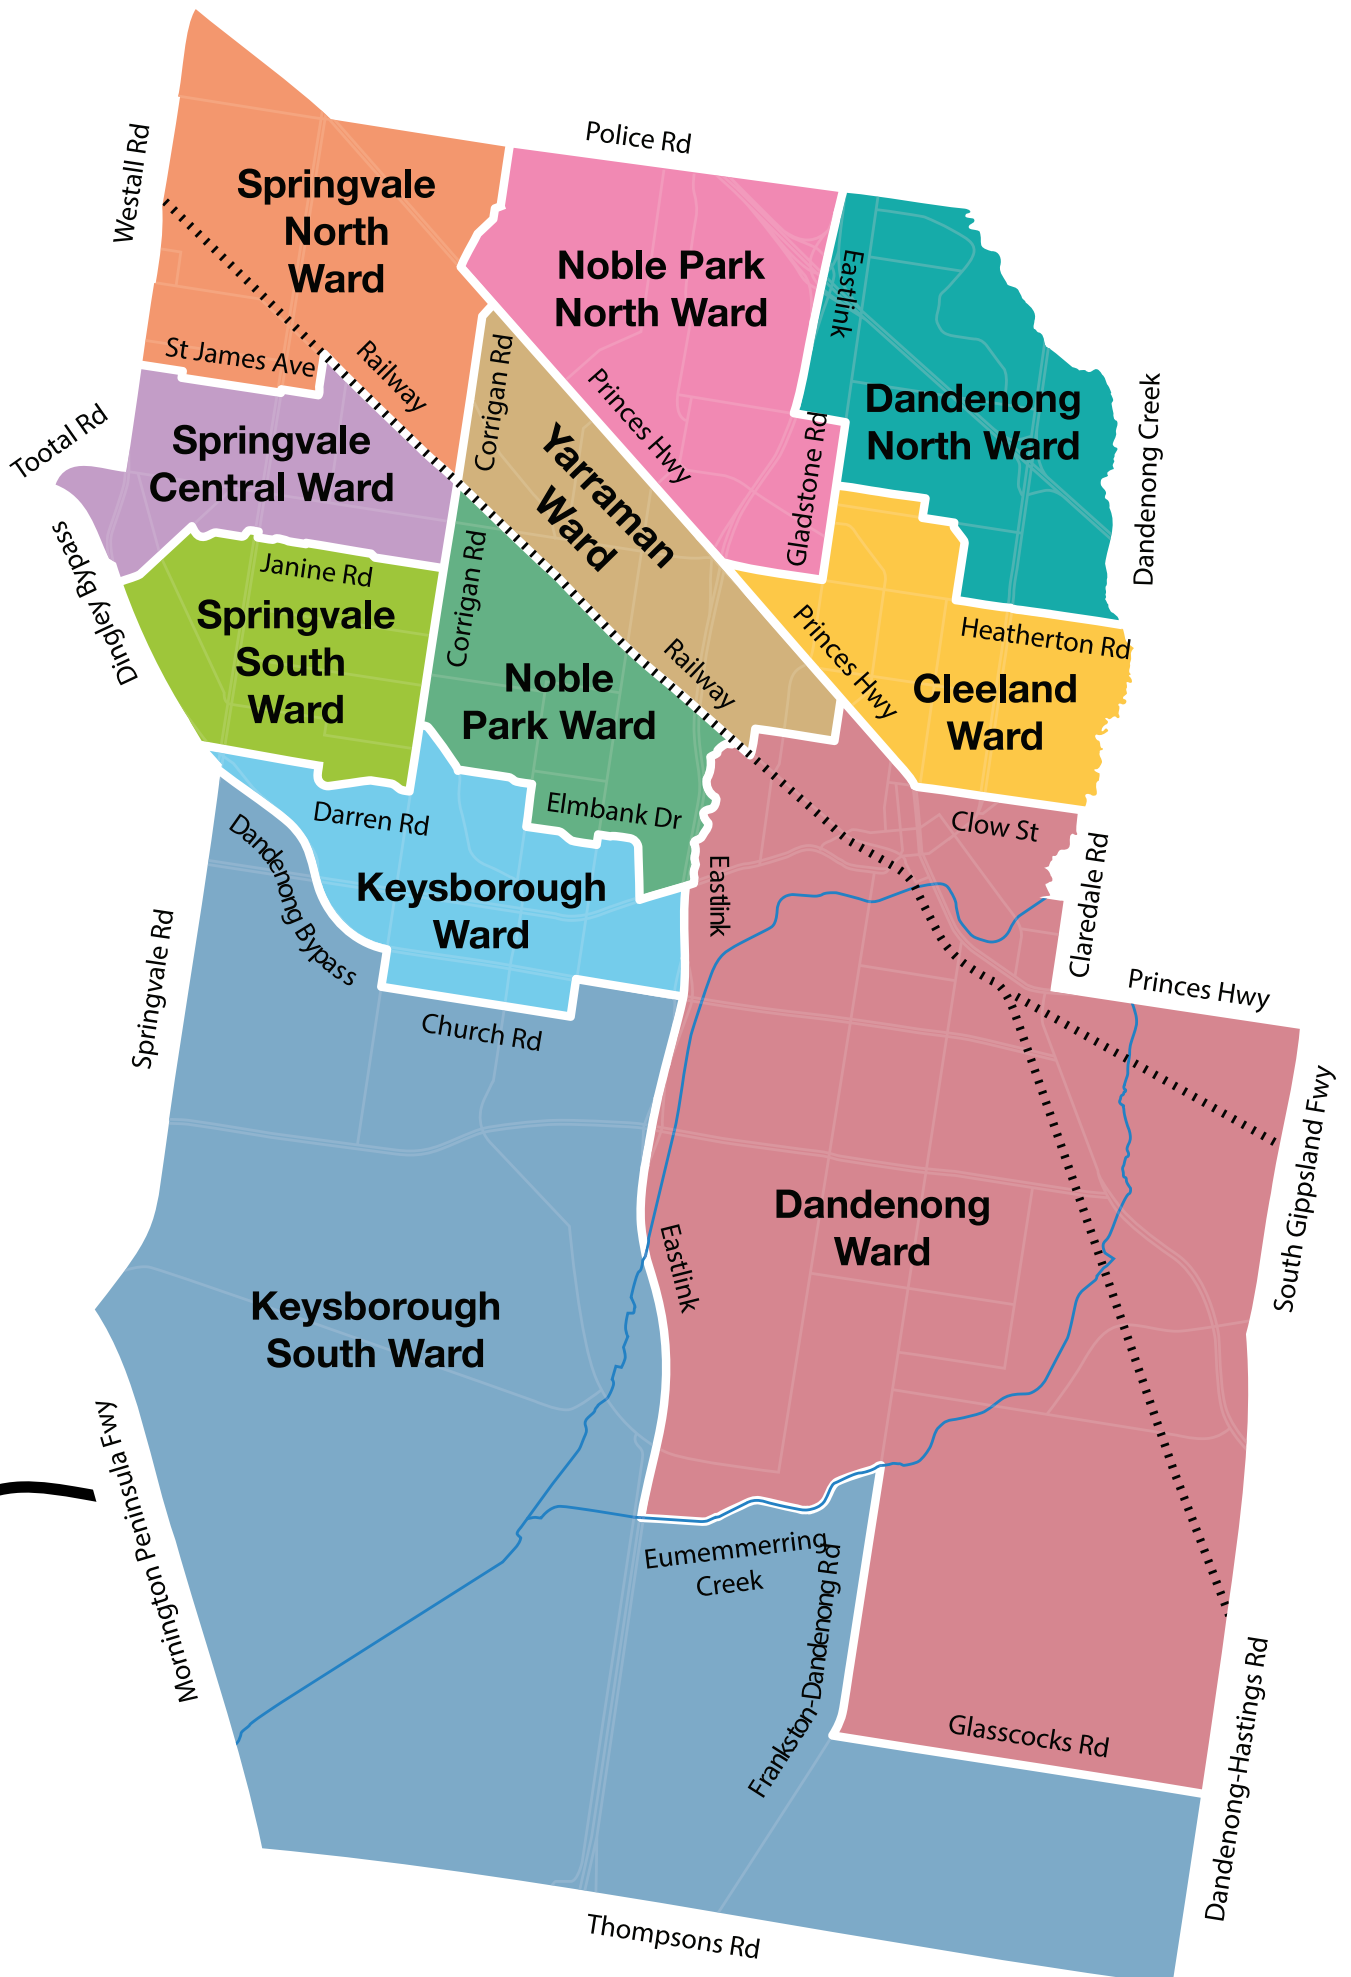 Police Rd
Westall Rd
Springvale
North
Ward
Noble Park
North Ward
Eastlink
St James Ave
Railway
Corrigan Rd
Princes Hwy
Dandenong
North Ward
Dandenong Creek
Tootal Rd
Springvale
Central Ward
Yarraman
Ward
Gladstone Rd
Dingley Bypass
Janine Rd
Corrigan Rd
Springvale
South
Ward
Noble
Park Ward
Railway
Princes Hwy
Heatherton Rd
Cleeland
Ward
Darren Rd
Elmbank Dr
Clow St
Dandenong Bypass
Keysborough
Ward
Eastlink
Claredale Rd
Springvale Rd
Church Rd
Princes Hwy
South Gippsland Fwy
Dandenong
Ward
Eastlink
Keysborough
South Ward
Mornington Peninsula Fwy
Eumemmerring
Creek
Frankston-Dandenong Rd
Glasscocks Rd
Dandenong-Hastings Rd
Thompsons Rd